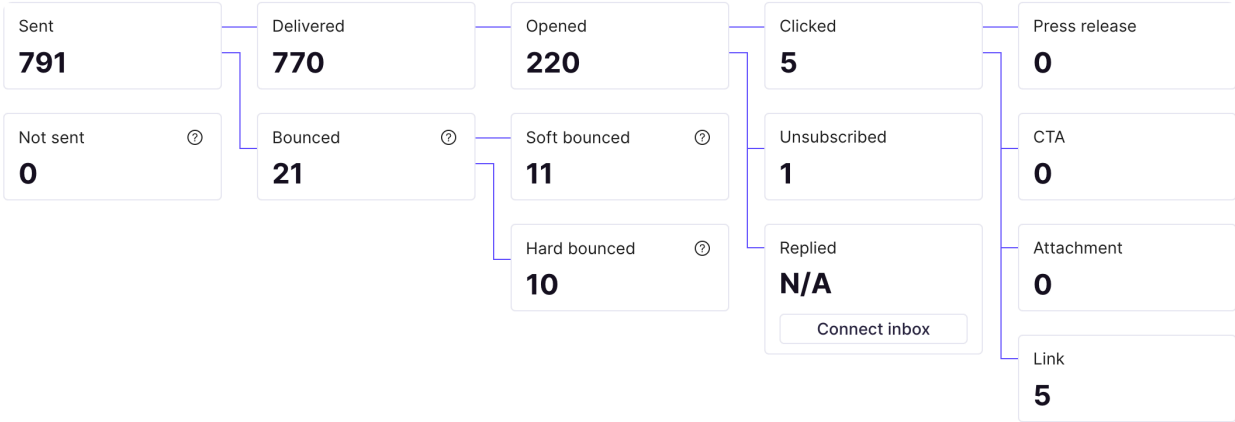 Sent
791
Delivered
770
Opened
220
Clicked
5
Press release
0
Not sent
0
Bounced
21
Soft bounced
11
Unsubscribed
1
CTA
0
Hard bounced
10
Replied
N/A
Connect inbox
Attachment
0
Link
5